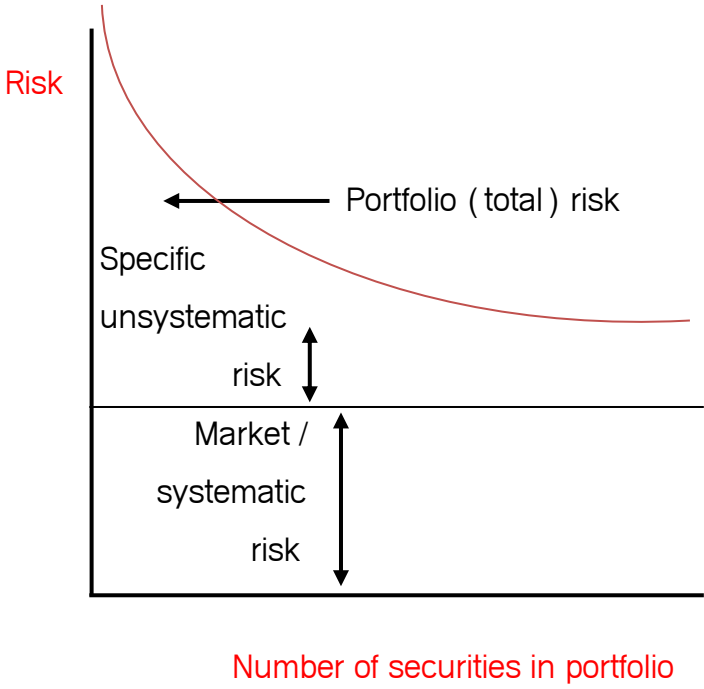 Risk
Portfolio (total) risk
Specific
unsystematic
risk
Market /
systematic
risk
Number of securities in portfolio